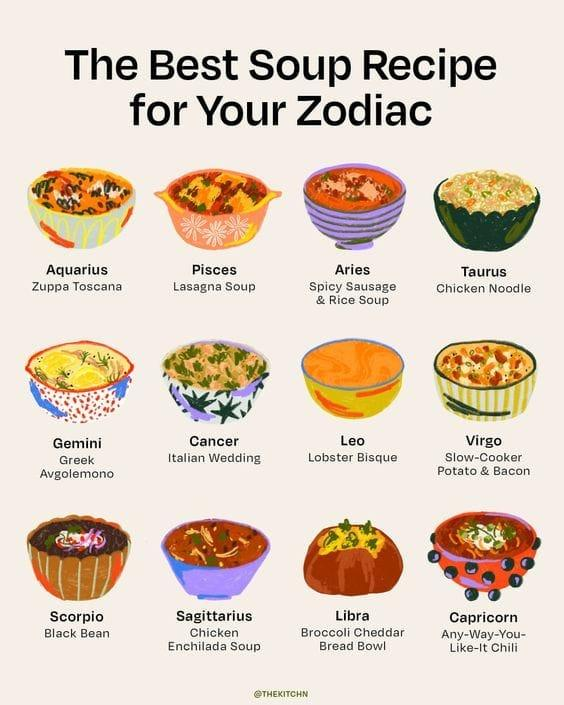 The Best Soup Recipe
for Your Zodiac
Aquarius
Zuppa Toscana
Pisces
Lasagna Soup
Aries
Spicy Sausage
& Rice Soup
Taurus
Chicken Noodle
Gemini
Greek
Avgolemono
Cancer
Italian Wedding
Leo
Lobster Bisque
Virgo
Slow-Cooker
Potato & Bacon
Scorpio
Black Bean
Sagittarius
Chicken
Enchilada Soup
Libra
Broccoli Cheddar
Bread Bowl
Capricorn
Any-Way-You-
Like-It Chili
@THEKITCHN